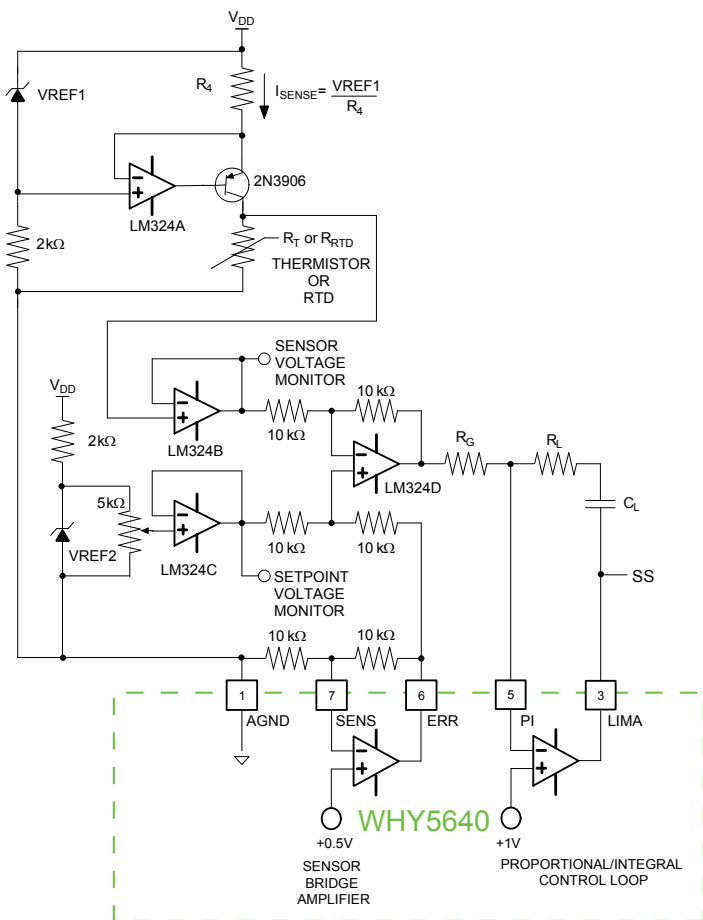 VDD
R4
ISENSE= VREF1
R4
VREF1
2N3906
LM324A
2kΩ
RT or RRTD
THERMISTOR
OR
RTD
SENSOR
VOLTAGE
MONITOR
VDD
10 kΩ
10 kΩ
2kΩ
LM324B
RG
RL
LM324D
5kΩ
CL
VREF2
10 kΩ
10 kΩ
LM324C
SETPOINT
VOLTAGE
MONITOR
SS
10 kΩ
10 kΩ
1
7
6
5
3
AGND
SENS
ERR
PI
LIMA
WHY5640
+0.5V
+1V
SENSOR
BRIDGE
AMPLIFIER
PROPORTIONAL/INTEGRAL
CONTROL LOOP